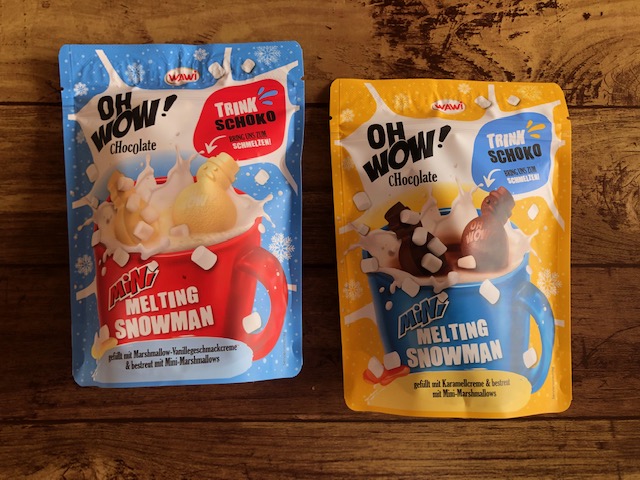 WAWI
OH
WOW!
CHocolate
TRINK
SCHOKO
BRING UNS ZUM
SCHMELZEN!
MiNi
MELTING
SNOWMAN
gefüllt mit Marshmallow-Vanillegeschmackcreme
& bestreut mit Mini-Marshmallows
WAWI
OH
WOW!
CHocolate
TRINK
SCHOKO
BRING UNS ZUM
SCHMELZEN!
OH
WOW!
MiNi
MELTING
SNOWMAN
gefüllt mit Karamellcreme & bestreut
mit Mini-Marshmallows